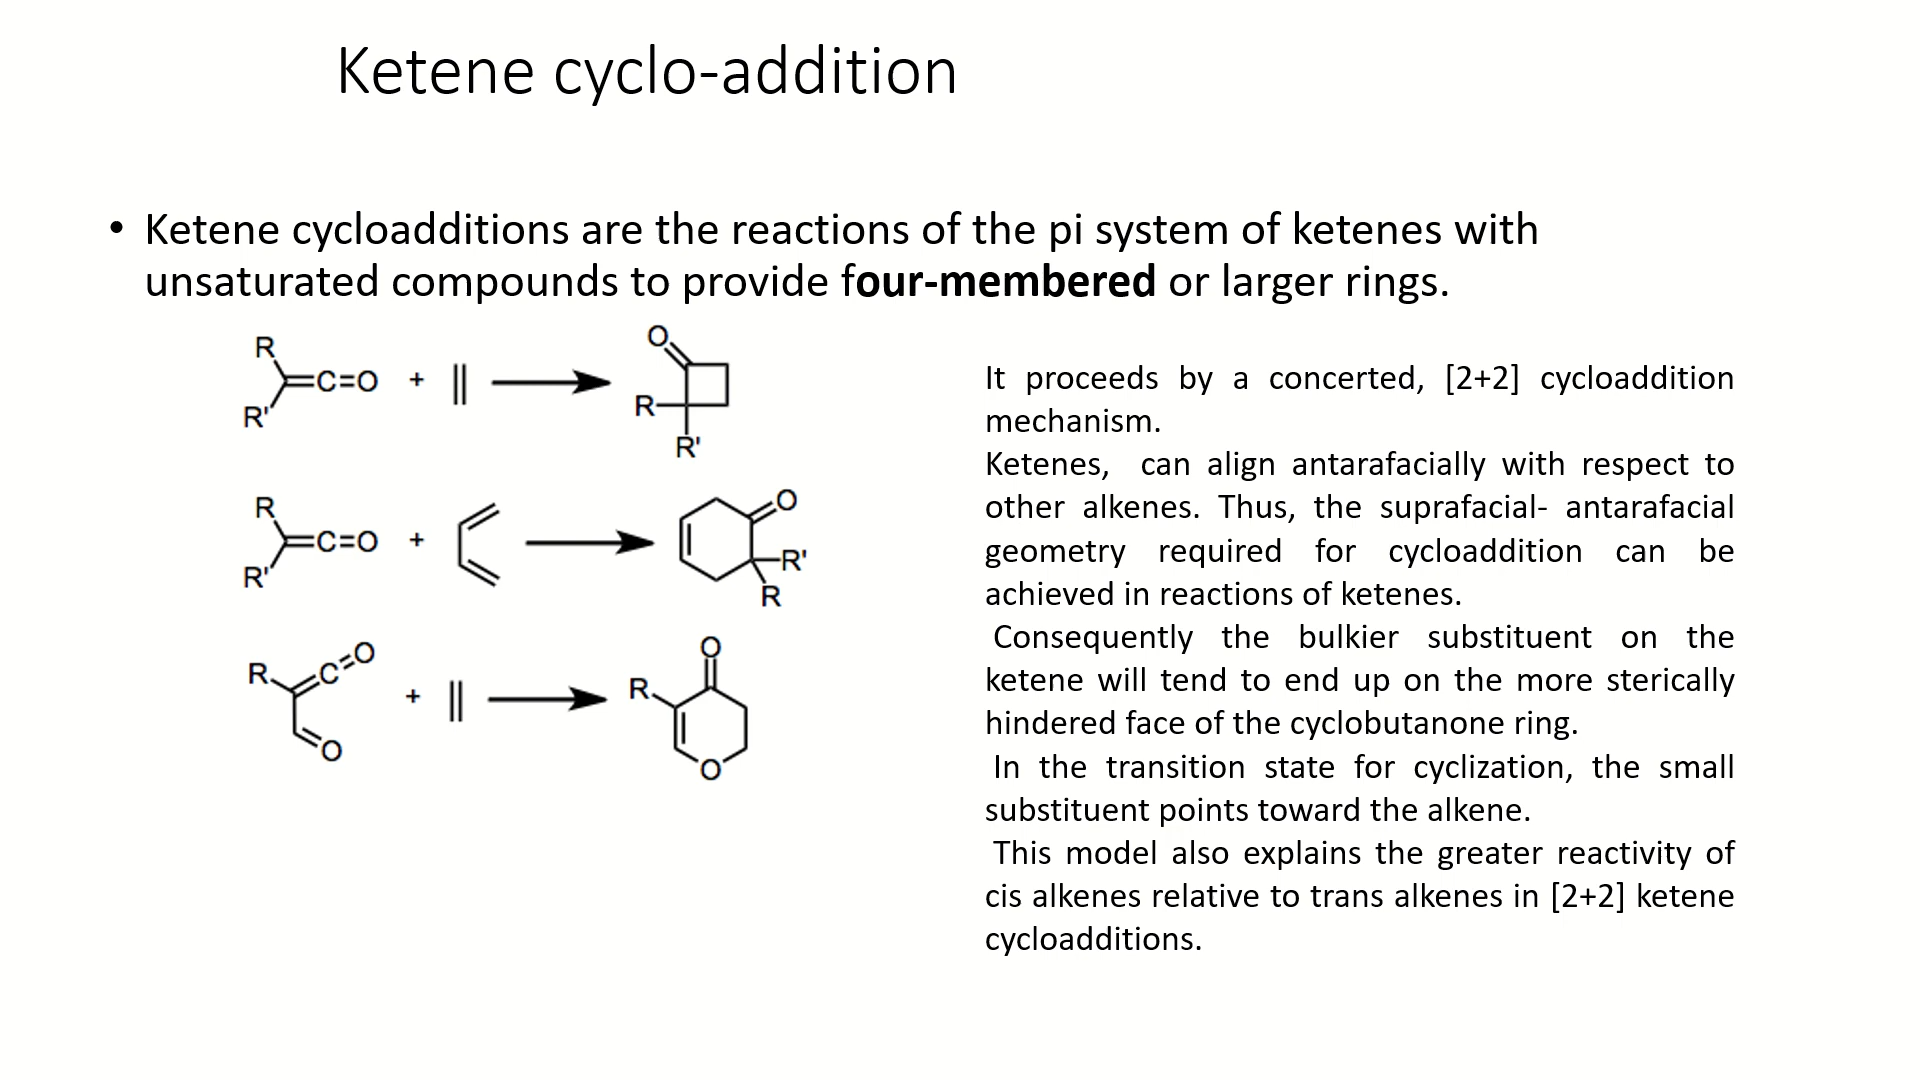 Ketene cyclo-addition
• Ketene cycloadditions are the reactions of the pi system of ketenes with
unsaturated compounds to provide four-membered or larger rings.
R
R'
=C=O + ||
O
R
R'
It proceeds by a concerted, [2+2] cycloaddition
mechanism.
Ketenes, can align antarafacially with respect to
other alkenes. Thus, the suprafacial- antarafacial
geometry required for cycloaddition can be
achieved in reactions of ketenes.
Consequently the bulkier substituent on the
ketene will tend to end up on the more sterically
hindered face of the cyclobutanone ring.
In the transition state for cyclization, the small
substituent points toward the alkene.
This model also explains the greater reactivity of
cis alkenes relative to trans alkenes in [2+2] ketene
cycloadditions.
R
R'
C=O +
O
R'
R
R
C
O
O
+
O
R
O